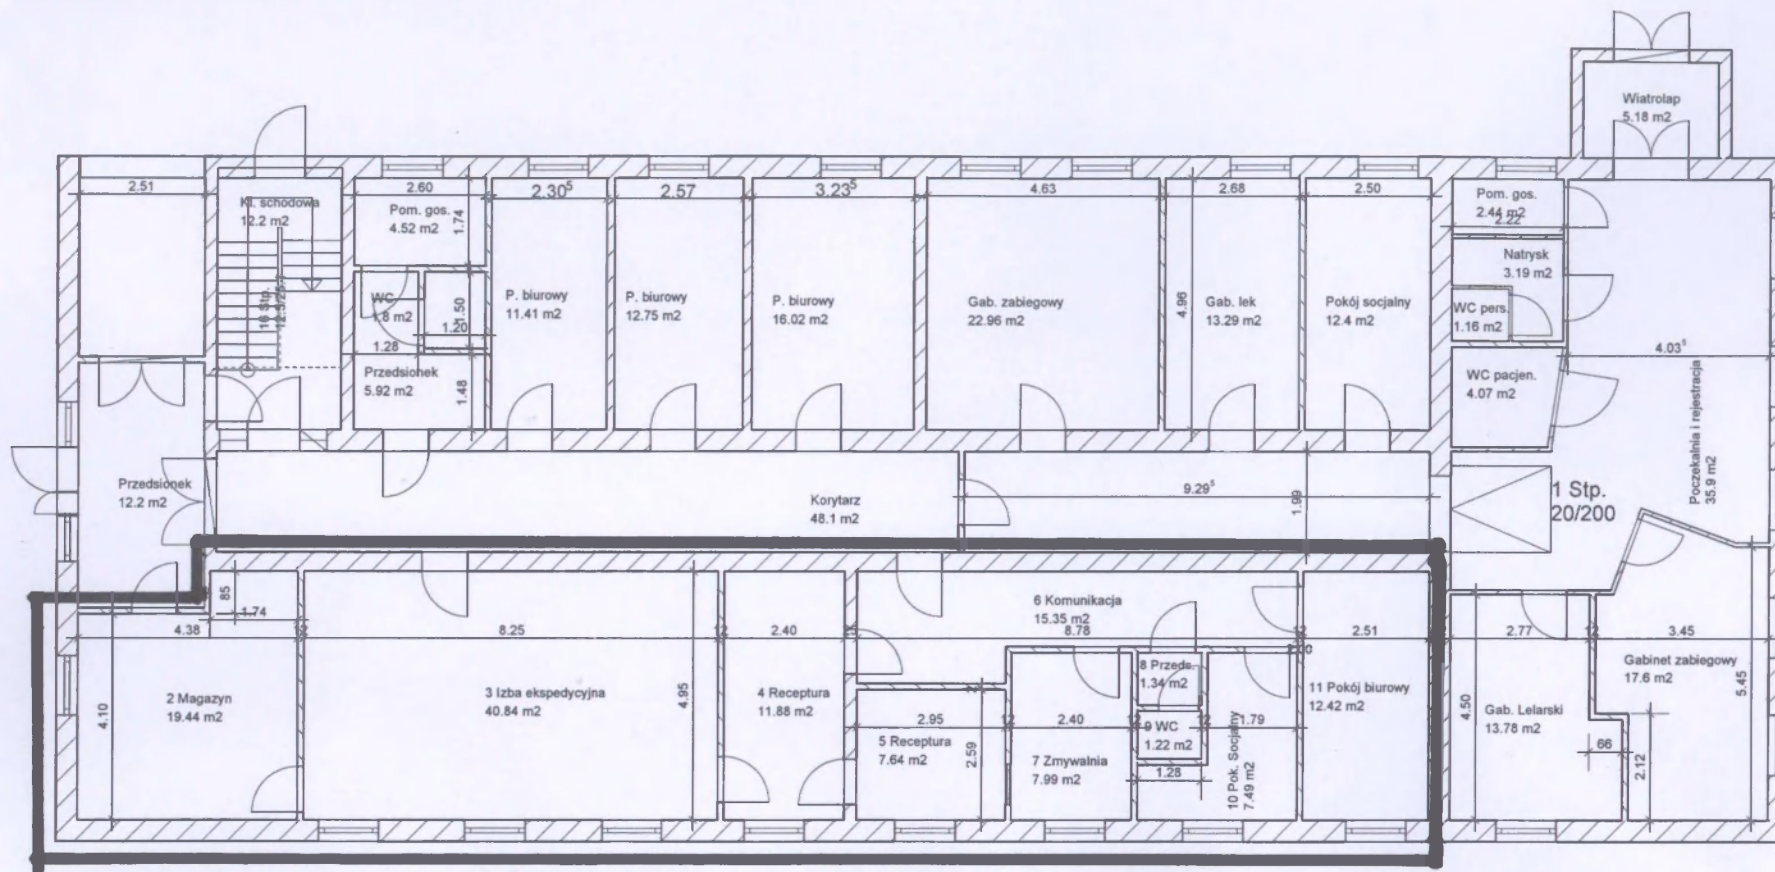 Wiatrolap
5.18 m2
2.51
Kl. schodowa
12.2 m2
2.60
Pom. gos.
4.52 m2
1.74
2.30⁵
2.57
3.23⁵
4.63
2.68
2.50
Pom. gos.
2.44 m2
2.22
Natrysk
3.19 m2
WC pers.
1.16 m2
WC
1.8 m2
1.50
1.20
1.28
Przedsionek
5.92 m2
1.48
P. biurowy
11.41 m2
P. biurowy
12.75 m2
P. biurowy
16.02 m2
Gab. zabiegowy
22.96 m2
4.96
Gab. lek
13.29 m2
Pokój socjalny
12.4 m2
4.03⁵
WC pacjen.
4.07 m2
Poczekalnia i rejestracja
35.9 m2
Przedsionek
12.2 m2
Korytarz
48.1 m2
9.29⁵
1.99
1 Stp.
20/200
85
1.74
4.38
8.25
2.40
6 Komunikacja
15.35 m2
8.78
2.51
2.77
3.45
4.10
2 Magazyn
19.44 m2
3 Izba ekspedycyjna
40.84 m2
4.95
4 Receptura
11.88 m2
8 Przeds.
1.34 m2
11 Pokój biurowy
12.42 m2
Gabinet zabiegowy
17.6 m2
5.45
4.50
Gab. Lelarski
13.78 m2
2.95
12
2.40
12
12
1.79
5 Receptura
7.64 m2
2.59
7 Zmywalnia
7.99 m2
9 WC
1.22 m2
1.28
10 Pok. Socjalny
7.49 m2
66
2.12